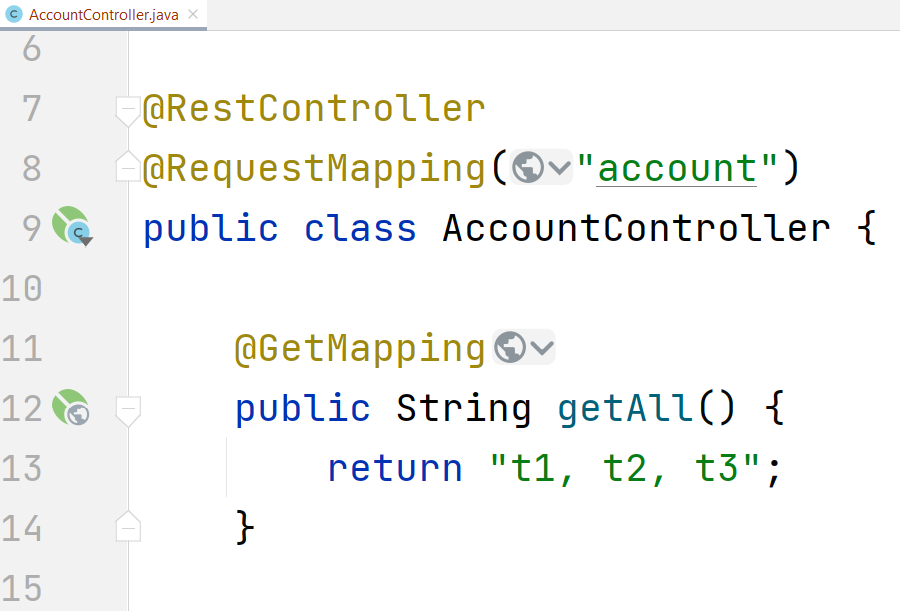 AccountController.java
6
7 @RestController
8 @RequestMapping("account")
9 public class AccountController {
10
11 @GetMapping
12 public String getAll() {
13 return "t1, t2, t3";
14 }
15